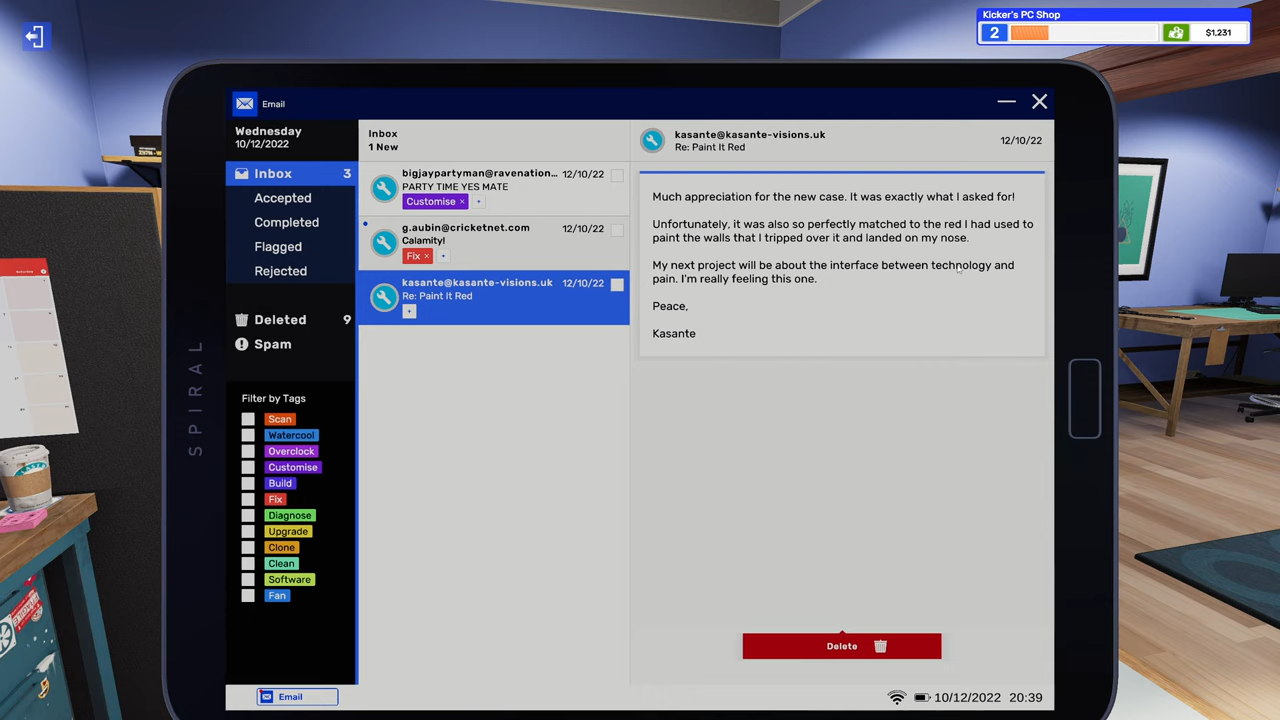 Kicker's PC Shop
2
$1,231
Email
Wednesday
10/12/2022
Inbox 3
Accepted
Completed
Flagged
Rejected
Deleted 9
Spam
Filter by Tags
Scan
Watercool
Overclock
Customise
Build
Fix
Diagnose
Upgrade
Clone
Clean
Software
Fan
Inbox
1 New
bigjaypartyman@ravenation... 12/10/22
PARTY TIME YES MATE
Customise × +
g.aubin@cricketnet.com 12/10/22
Calamity!
Fix × +
kasante@kasante-visions.uk 12/10/22
Re: Paint It Red
+
kasante@kasante-visions.uk
Re: Paint It Red
12/10/22
Much appreciation for the new case. It was exactly what I asked for!
Unfortunately, it was also so perfectly matched to the red I had used to
paint the walls that I tripped over it and landed on my nose.
My next project will be about the interface between technology and
pain. I'm really feeling this one.
Peace,
Kasante
Delete
SPIRAL
Email
10/12/2022 20:39